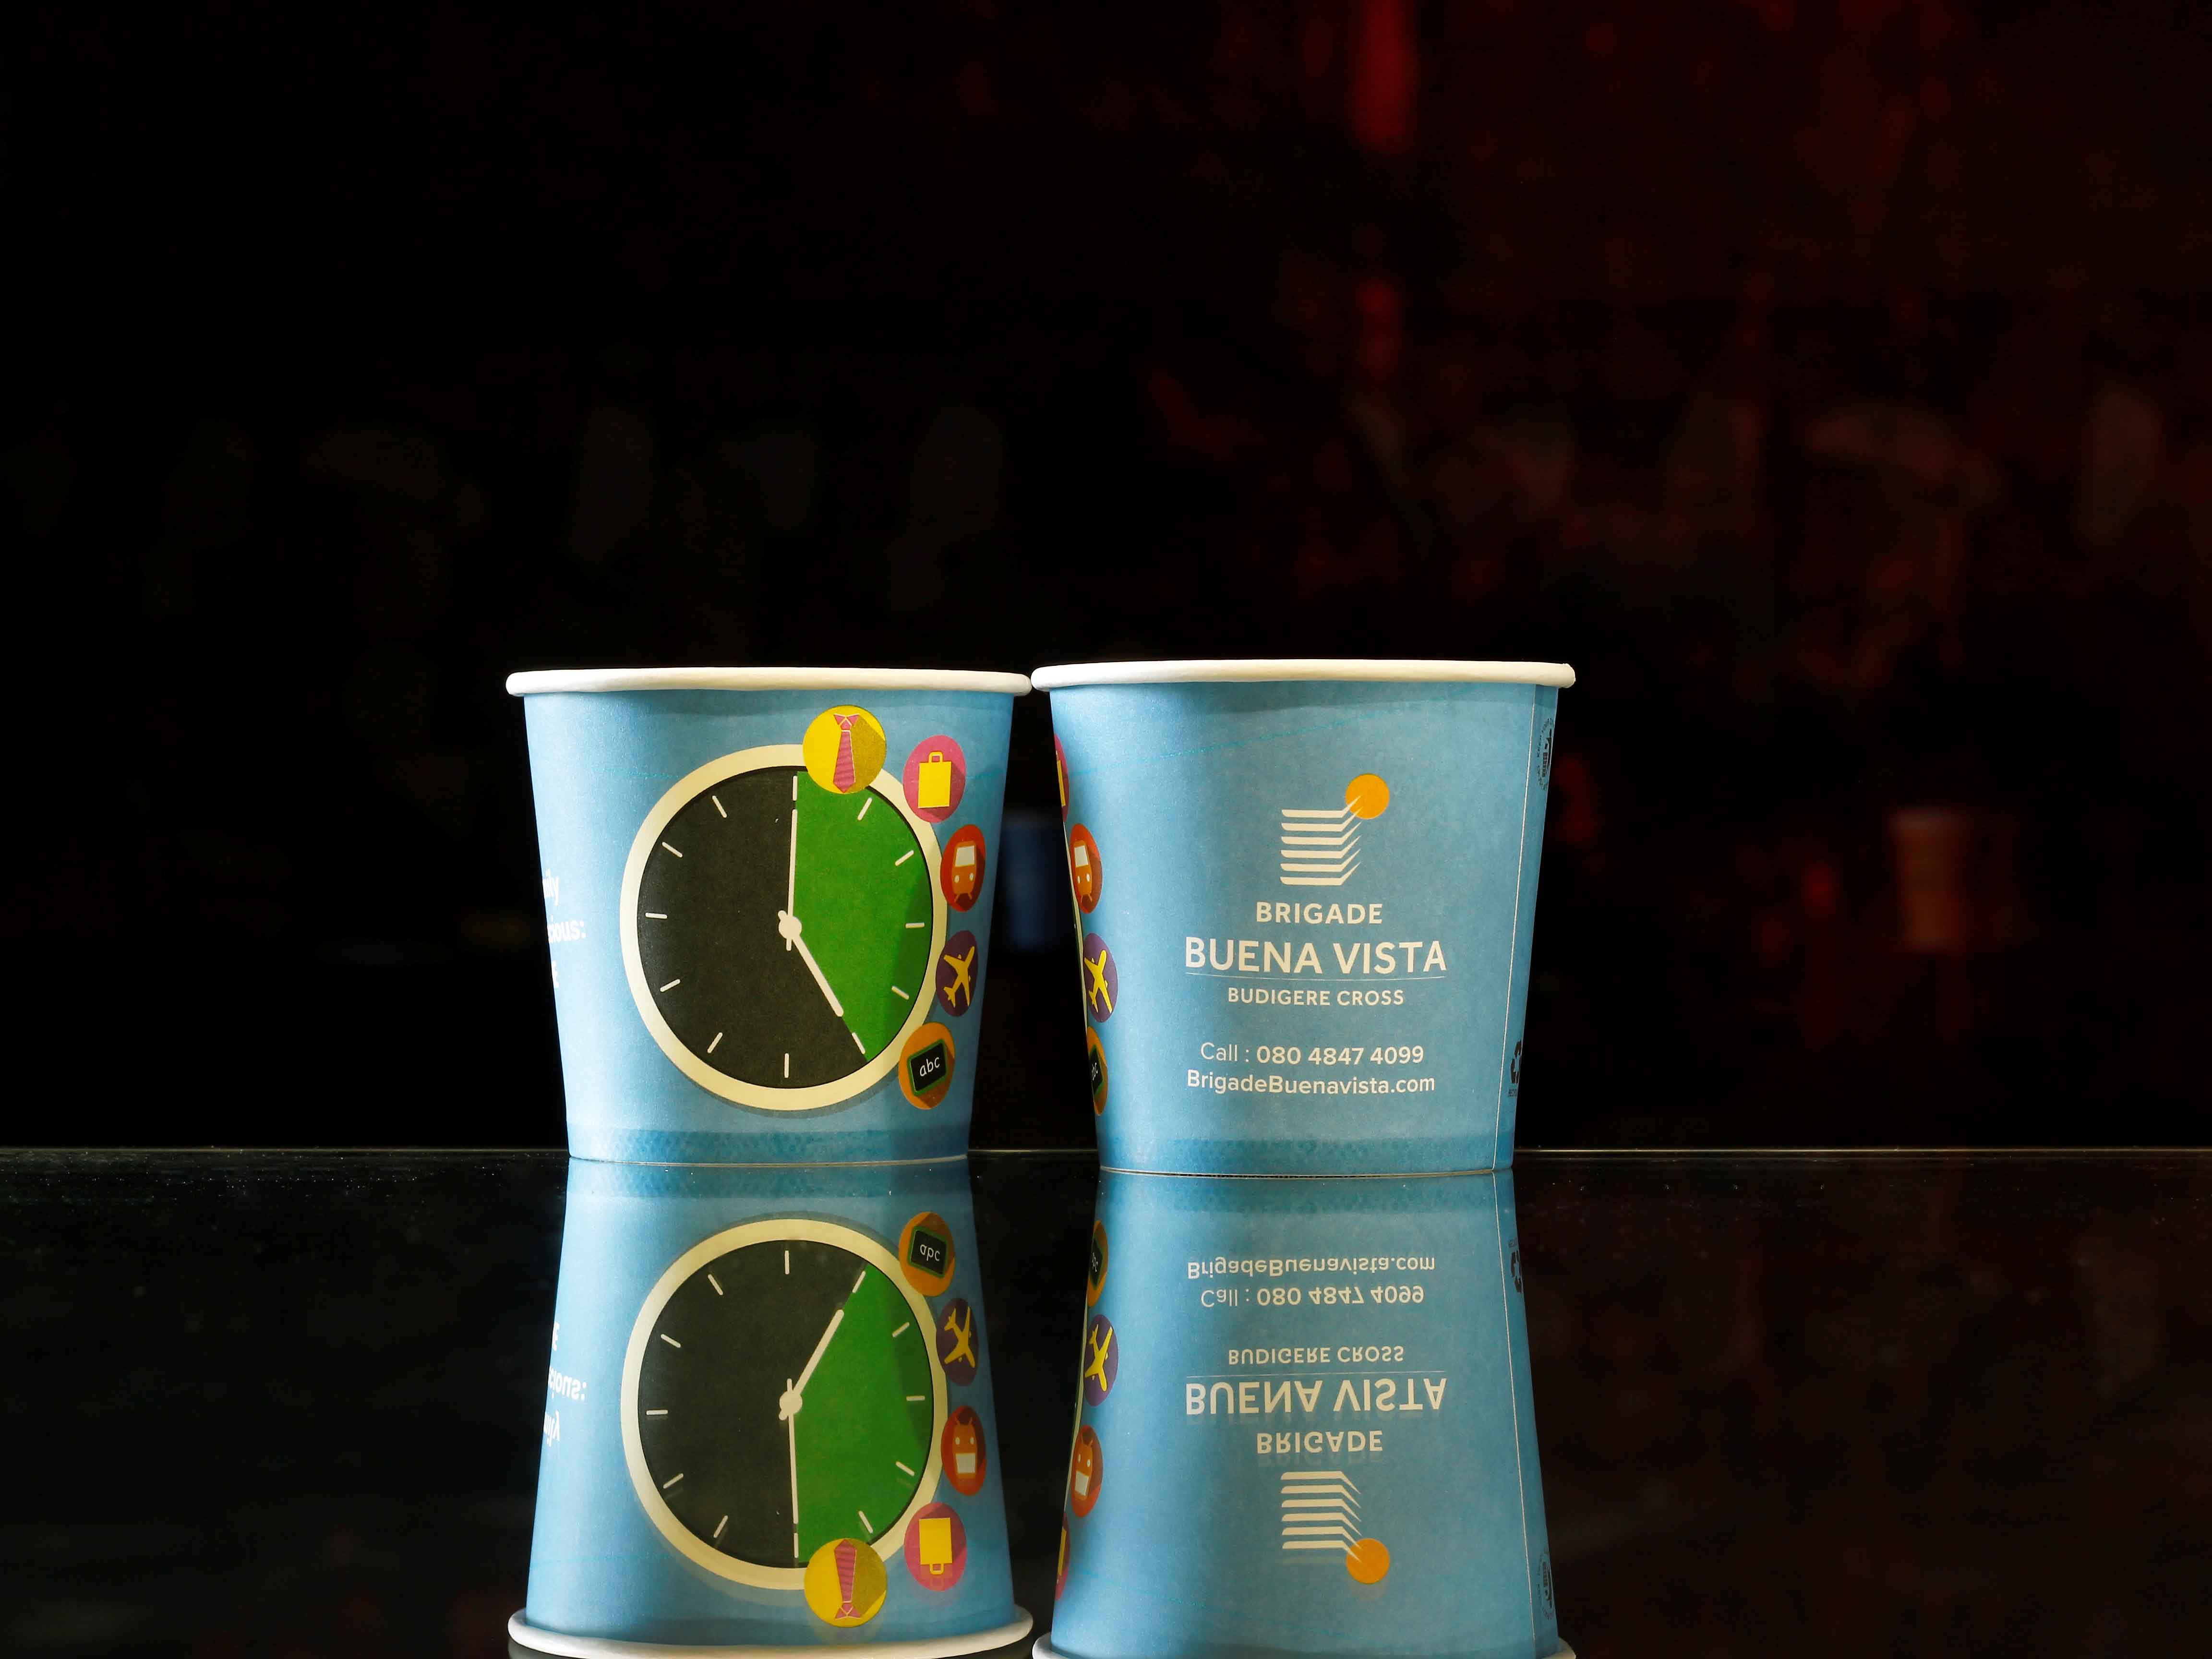 abc
BRIGADE
BUENA VISTA
BUDIGERE CROSS
Call : 080 4847 4099
BrigadeBuenavista.com